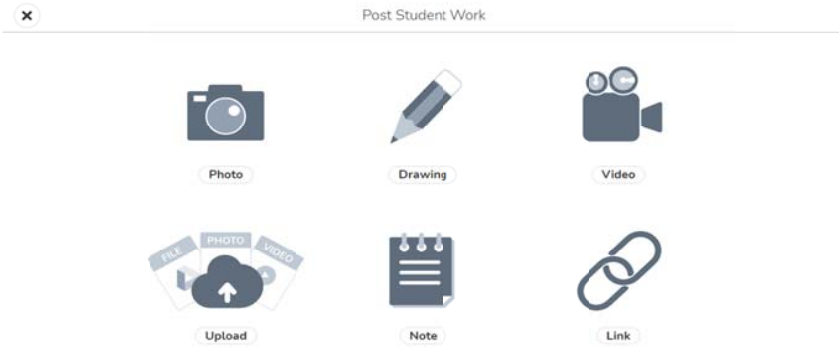 Post Student Work
Photo
Drawing
Video
FILE
PHOTO
VIDEO
Upload
Note
Link